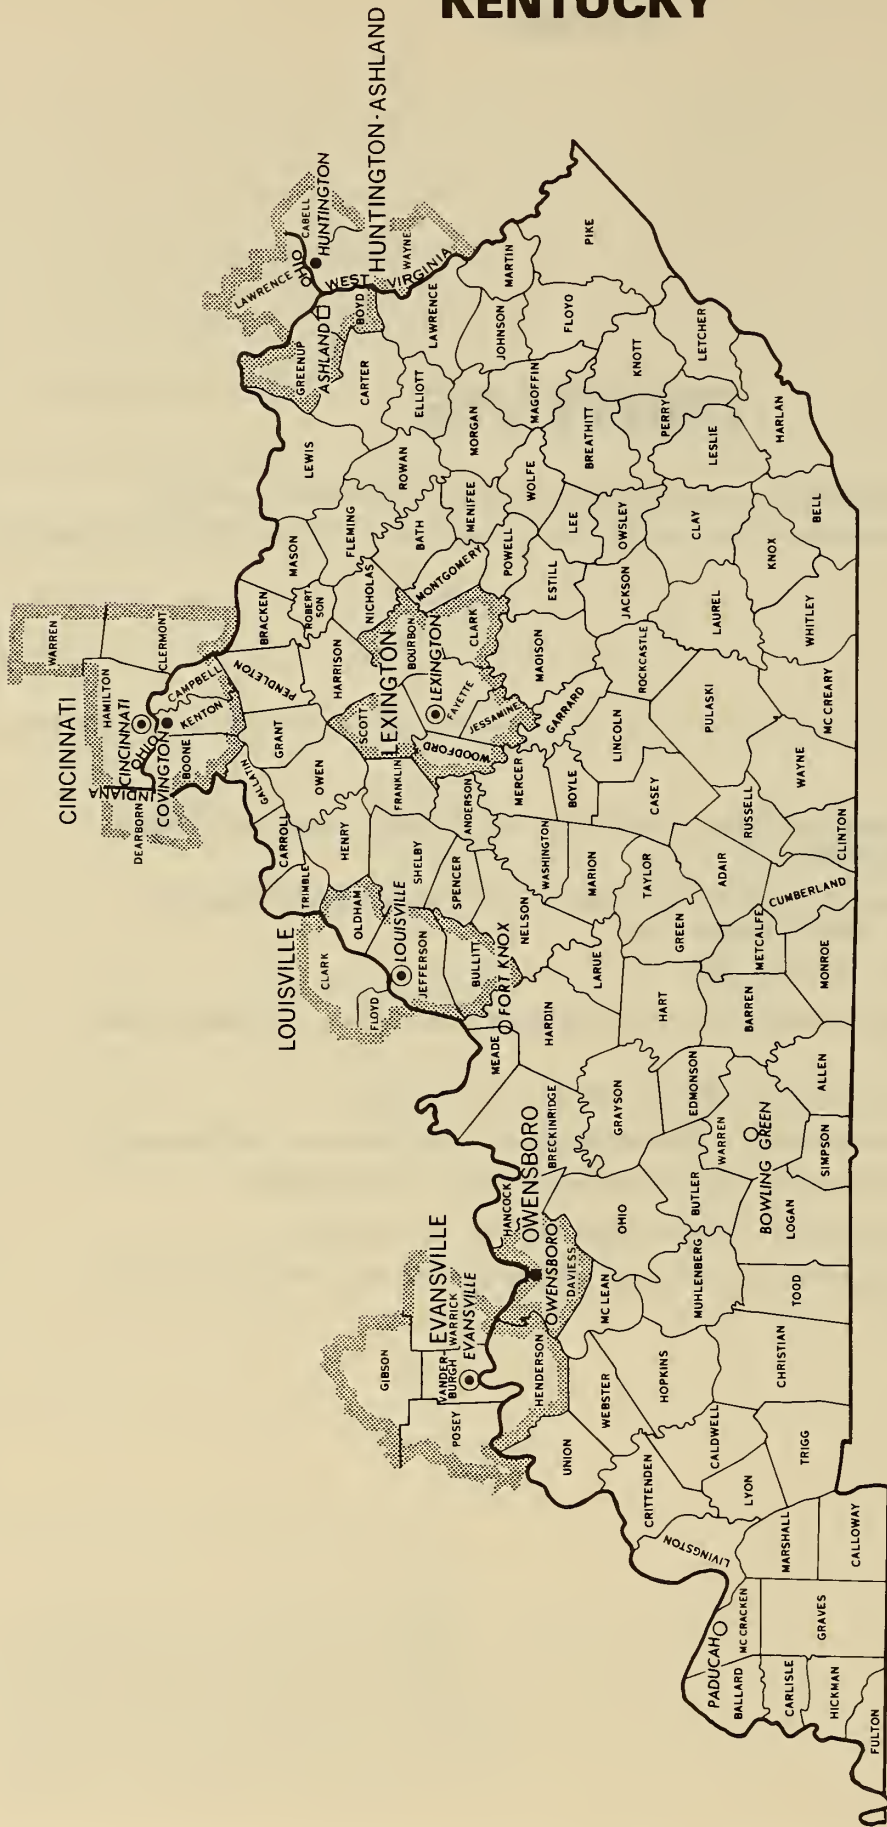 KENTUCKY
CINCINNATI
WARREN
HAMILTON
CLERMONT
CINCINNATI
OHIO
INDIANA
DEARBORN
COVINGTON
BOONE
KENTON
CAMPBELL
HUNTINGTON-ASHLAND
LAWRENCE
OHIO
CABELL
HUNTINGTON
WAYNE
WEST VIRGINIA
GREENUP
ASHLAND
BOYD
CARTER
LAWRENCE
LEWIS
ELLIOTT
ROWAN
MASON
FLEMING
BRACKEN
ROBERT
SON
PENDLETON
GRANT
GALLATIN
OWEN
HARRISON
NICHOLAS
BATH
MENIFEE
MORGAN
JOHNSON
MARTIN
PIKE
FLOYO
MAGOFFIN
WOLFE
POWELL
MONTGOMERY
BOURBON
CLARK
LEXINGTON
LEXINGTON
FAYETTE
SCOTT
WOODFORD
JESSAMINE
FRANKLIN
ANDERSON
CARROLL
TRIMBLE
HENRY
SHELBY
SPENCER
OLDHAM
LOUISVILLE
CLARK
FLOYD
LOUISVILLE
JEFFERSON
BULLITT
NELSON
FORT KNOX
MEADE
HARDIN
LARUE
WASHINGTON
MARION
MERCER
BOYLE
GARRARD
MAOISON
ESTILL
LEE
BREATHITT
KNOTT
LETCHER
PERRY
LESLIE
HARLAN
OWSLEY
CLAY
JACKSON
ROCKCASTLE
LINCOLN
CASEY
PULASKI
LAUREL
KNOX
BELL
WHITLEY
MC CREARY
WAYNE
RUSSELL
CLINTON
CUMBERLAND
ADAIR
TAYLOR
GREEN
METCALFE
MONROE
BARREN
HART
ALLEN
EDMONSON
GRAYSON
BRECKINRIDGE
HANCOCK
OWENSBORO
OWENSBORO
DAVIESS
OHIO
BUTLER
WARREN
BOWLING GREEN
SIMPSON
LOGAN
MUHLENBERG
MC LEAN
TOOD
CHRISTIAN
HOPKINS
WEBSTER
HENDERSON
EVANSVILLE
GIBSON
WARRICK
VANDER-
BURGH
EVANSVILLE
POSEY
UNION
CRITTENDEN
CALDWELL
LYON
TRIGG
LIVINGSTON
MARSHALL
CALLOWAY
PADUCAH
MC CRACKEN
GRAVES
BALLARD
CARLISLE
HICKMAN
FULTON